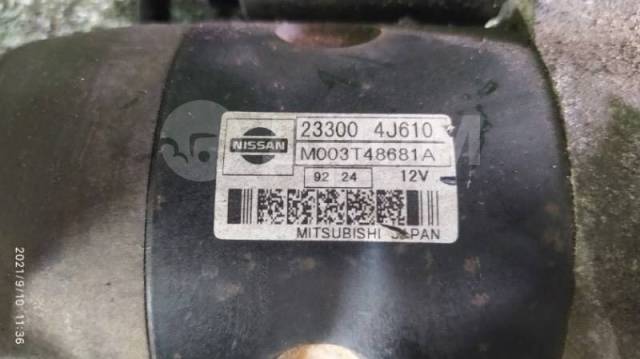 NISSAN
23300 4J610
M003T48681A
92 24 12V
MITSUBISHI JAPAN
2021/9/10 11:36